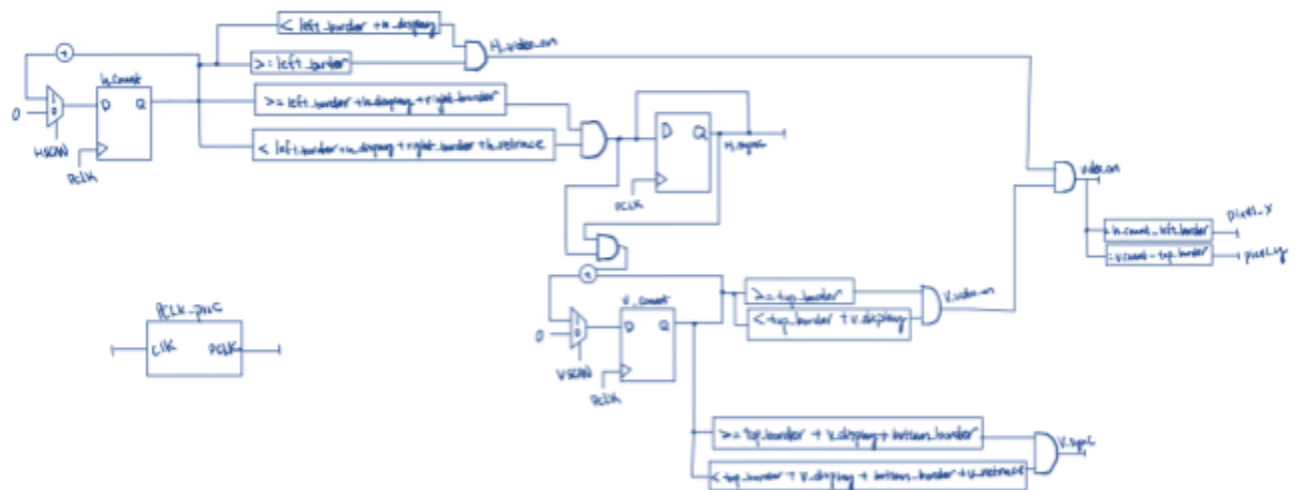 < left_border + h_display
>= left_border
H_video_on
h_count
D Q
0
HSCAN
PCLK
>= left_border + h_display + right_border
< left_border + h_display + right_border + h_retrace
D Q
H_sync
PCLK
video_on
= h_count - left_border
pixel_x
= v_count - top_border
pixel_y
V_count
D Q
0
VSCAN
PCLK
>= top_border
< top_border + v_display
V_video_on
PCLK_proc
clk PCLK
>= top_border + v_display + bottom_border
< top_border + v_display + bottom_border + v_retrace
V_sync